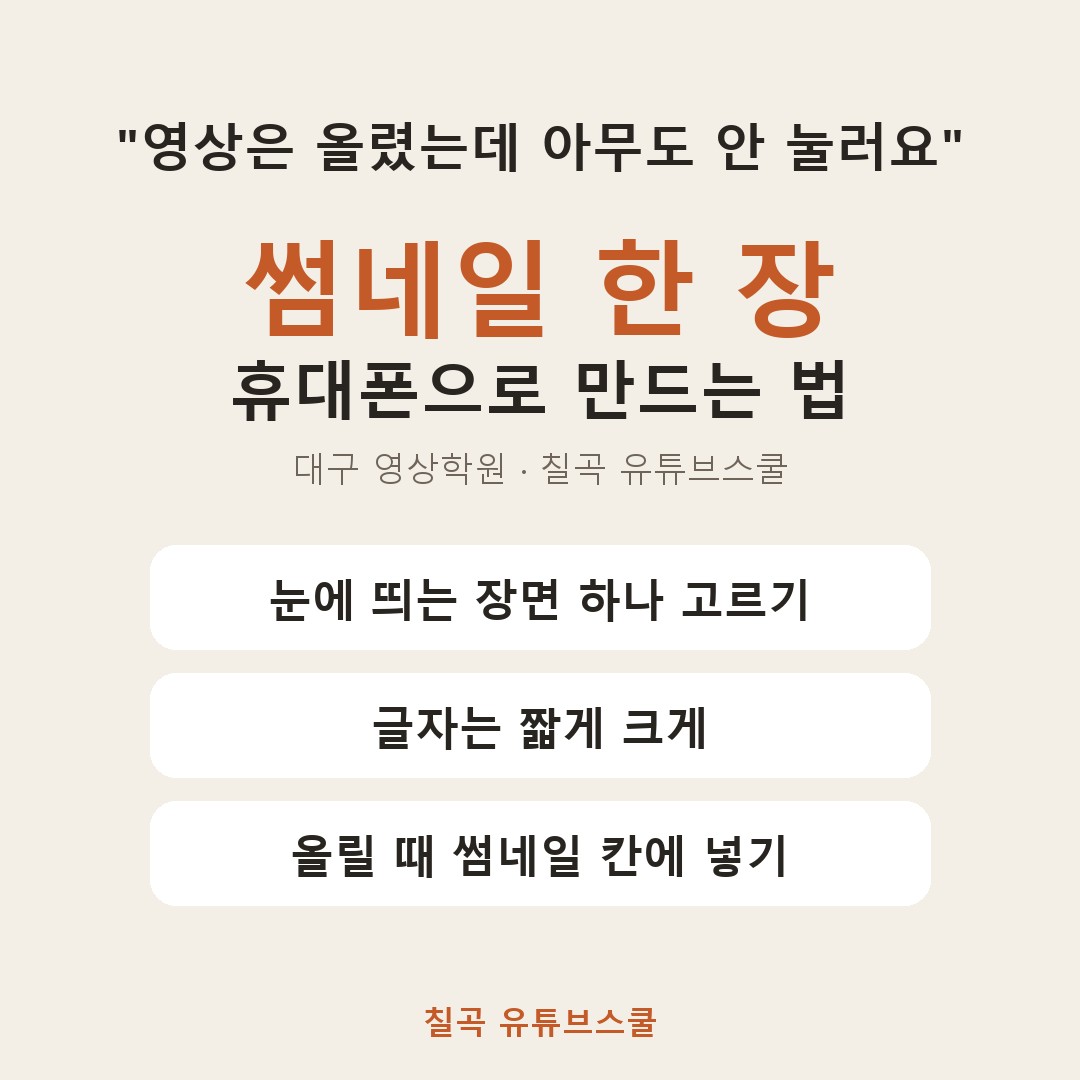 "영상은 올렸는데 아무도 안 눌러요"
썸네일 한 장
휴대폰으로 만드는 법
대구 영상학원 · 칠곡 유튜브스쿨
눈에 띄는 장면 하나 고르기
글자는 짧게 크게
올릴 때 썸네일 칸에 넣기
칠곡 유튜브스쿨